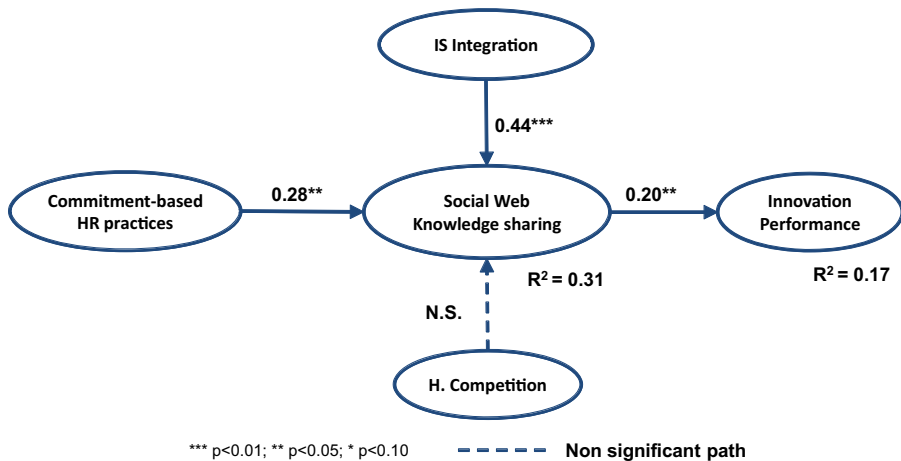 IS Integration
0.44***
Commitment-based
HR practices
0.28**
Social Web
Knowledge sharing
0.20**
Innovation
Performance
R² = 0.31
R² = 0.17
N.S.
H. Competition
*** p<0.01; ** p<0.05; * p<0.10
Non significant path